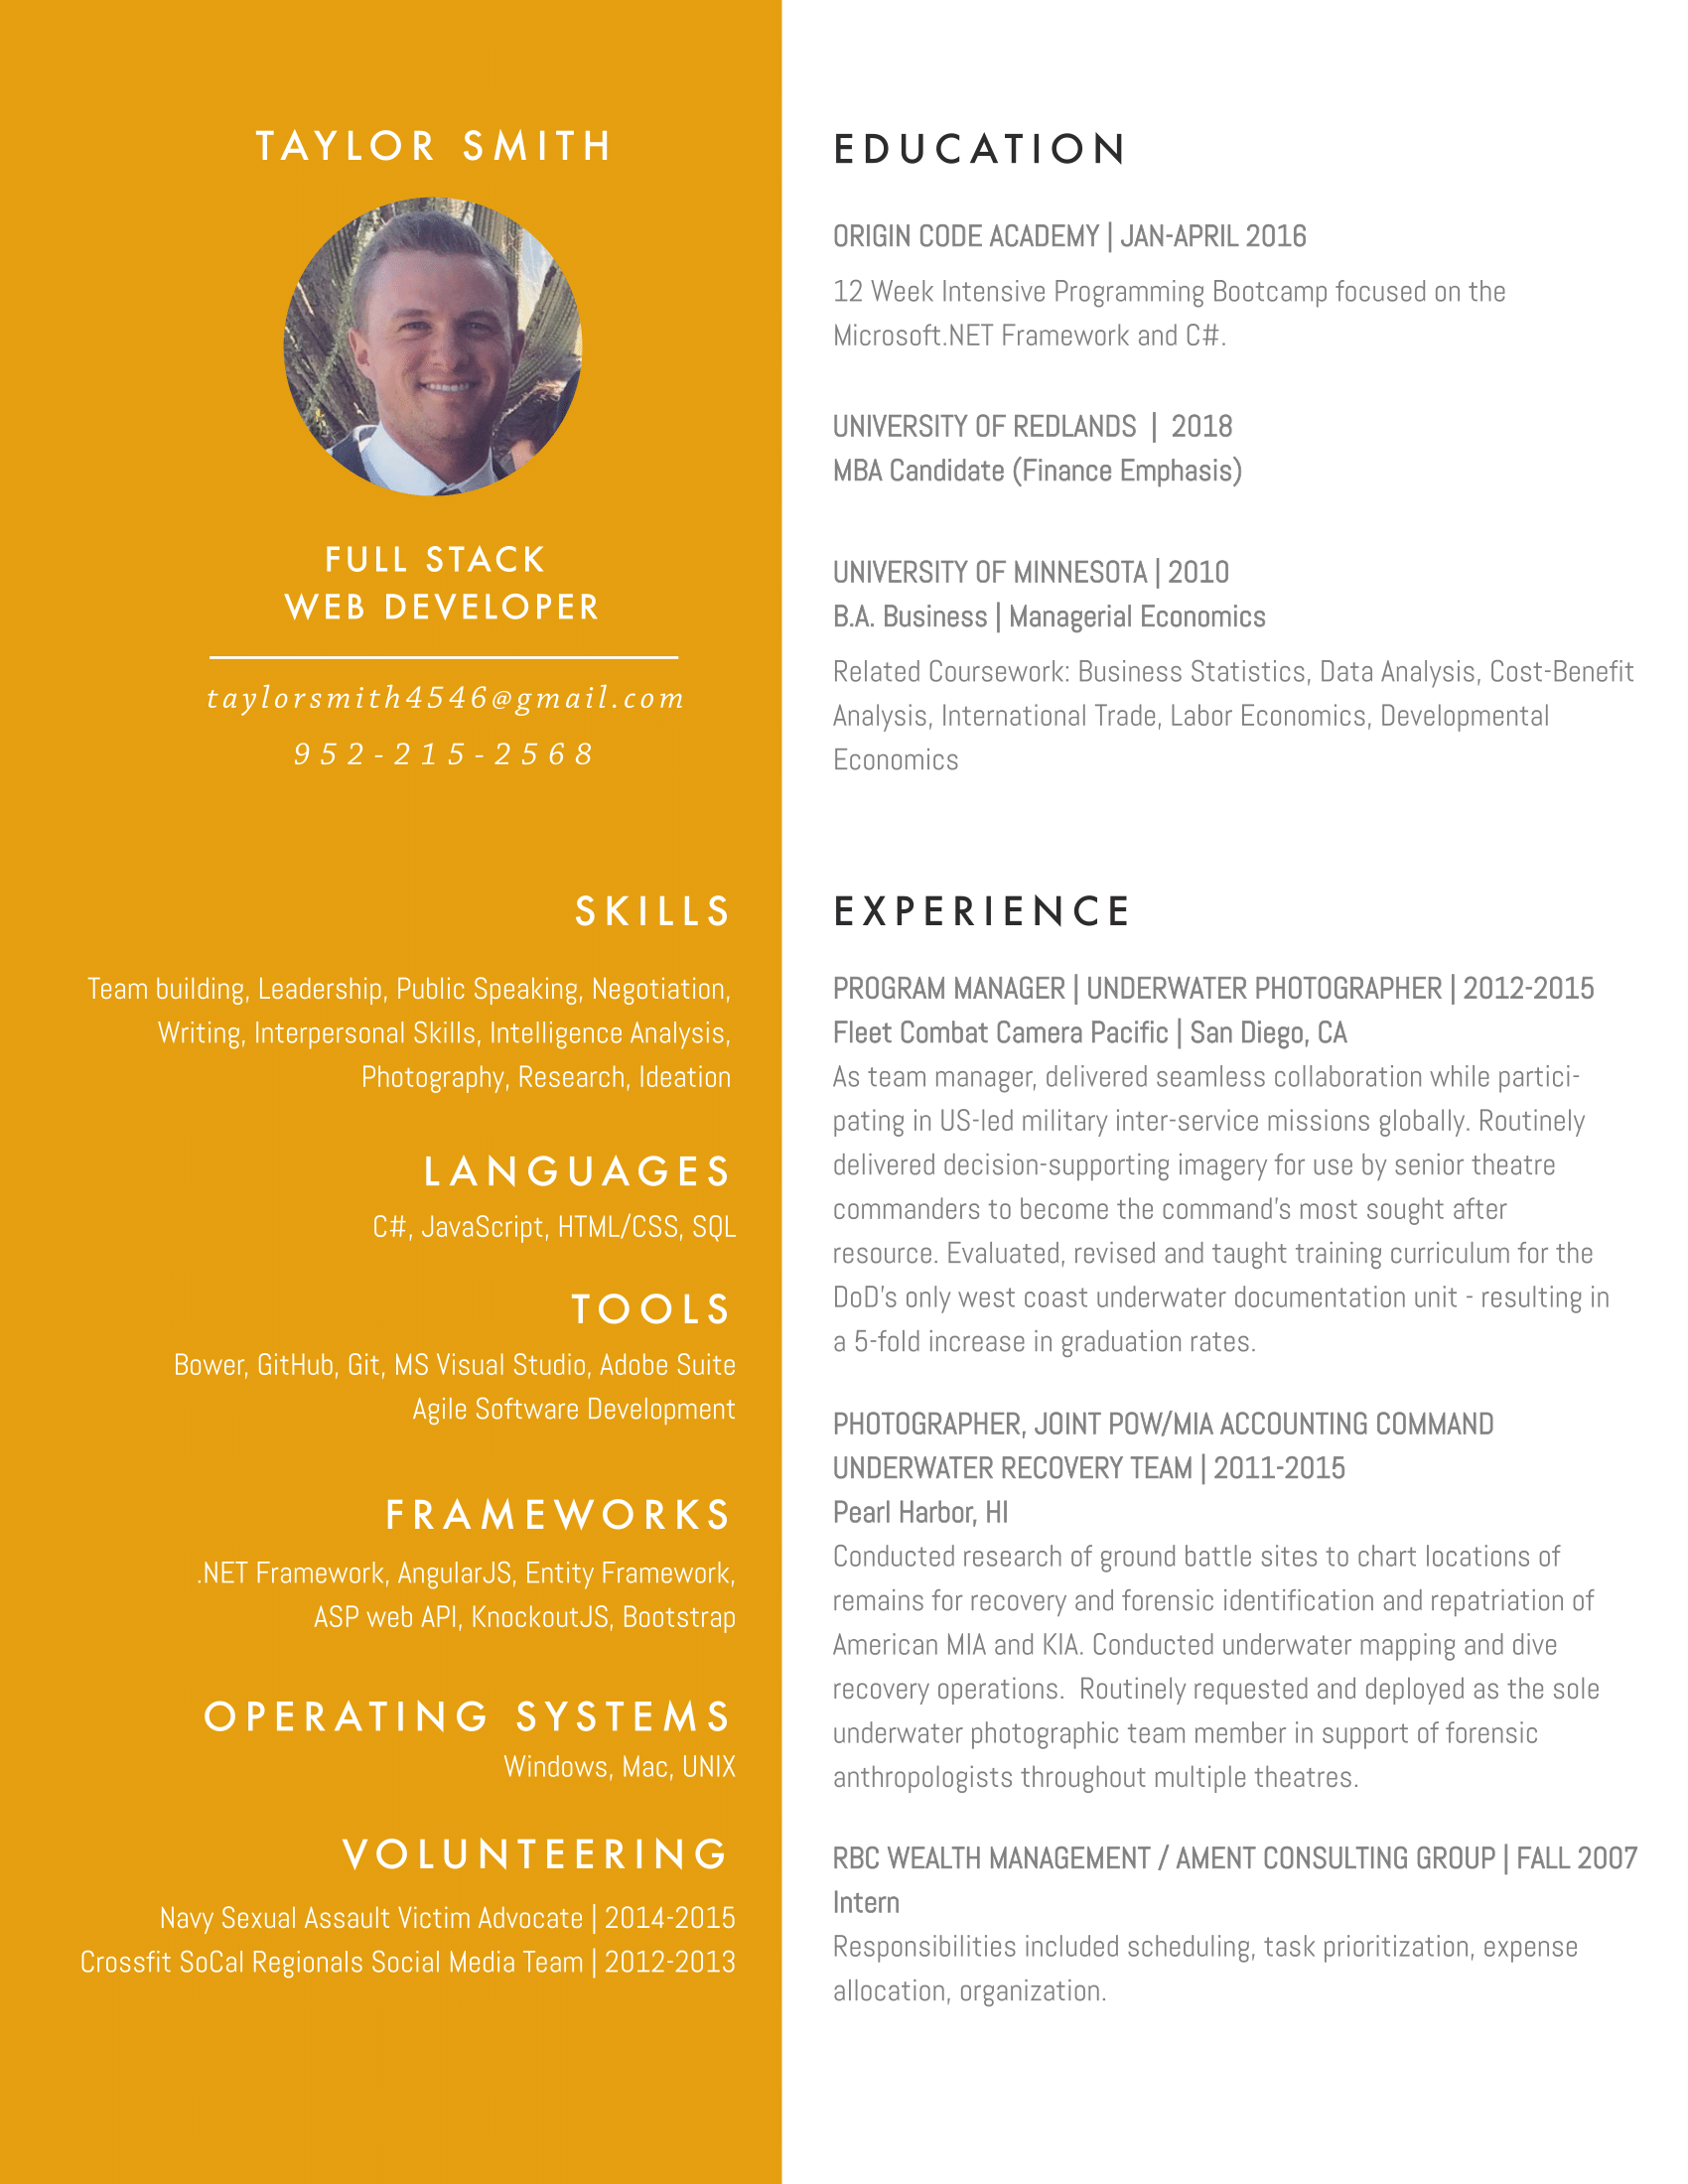 TAYLOR SMITH
FULL STACK
WEB DEVELOPER
taylorsmith4546@gmail.com
952-215-2568
SKILLS
Team building, Leadership, Public Speaking, Negotiation,
Writing, Interpersonal Skills, Intelligence Analysis,
Photography, Research, Ideation
LANGUAGES
C#, JavaScript, HTML/CSS, SQL
TOOLS
Bower, GitHub, Git, MS Visual Studio, Adobe Suite
Agile Software Development
FRAMEWORKS
.NET Framework, AngularJS, Entity Framework,
ASP web API, KnockoutJS, Bootstrap
OPERATING SYSTEMS
Windows, Mac, UNIX
VOLUNTEERING
Navy Sexual Assault Victim Advocate | 2014-2015
Crossfit SoCal Regionals Social Media Team | 2012-2013
EDUCATION
ORIGIN CODE ACADEMY | JAN-APRIL 2016
12 Week Intensive Programming Bootcamp focused on the
Microsoft.NET Framework and C#.
UNIVERSITY OF REDLANDS | 2018
MBA Candidate (Finance Emphasis)
UNIVERSITY OF MINNESOTA | 2010
B.A. Business | Managerial Economics
Related Coursework: Business Statistics, Data Analysis, Cost-Benefit
Analysis, International Trade, Labor Economics, Developmental
Economics
EXPERIENCE
PROGRAM MANAGER | UNDERWATER PHOTOGRAPHER | 2012-2015
Fleet Combat Camera Pacific | San Diego, CA
As team manager, delivered seamless collaboration while partici-
pating in US-led military inter-service missions globally. Routinely
delivered decision-supporting imagery for use by senior theatre
commanders to become the command's most sought after
resource. Evaluated, revised and taught training curriculum for the
DoD's only west coast underwater documentation unit - resulting in
a 5-fold increase in graduation rates.
PHOTOGRAPHER, JOINT POW/MIA ACCOUNTING COMMAND
UNDERWATER RECOVERY TEAM | 2011-2015
Pearl Harbor, HI
Conducted research of ground battle sites to chart locations of
remains for recovery and forensic identification and repatriation of
American MIA and KIA. Conducted underwater mapping and dive
recovery operations.  Routinely requested and deployed as the sole
underwater photographic team member in support of forensic
anthropologists throughout multiple theatres.
RBC WEALTH MANAGEMENT / AMENT CONSULTING GROUP | FALL 2007
Intern
Responsibilities included scheduling, task prioritization, expense
allocation, organization.